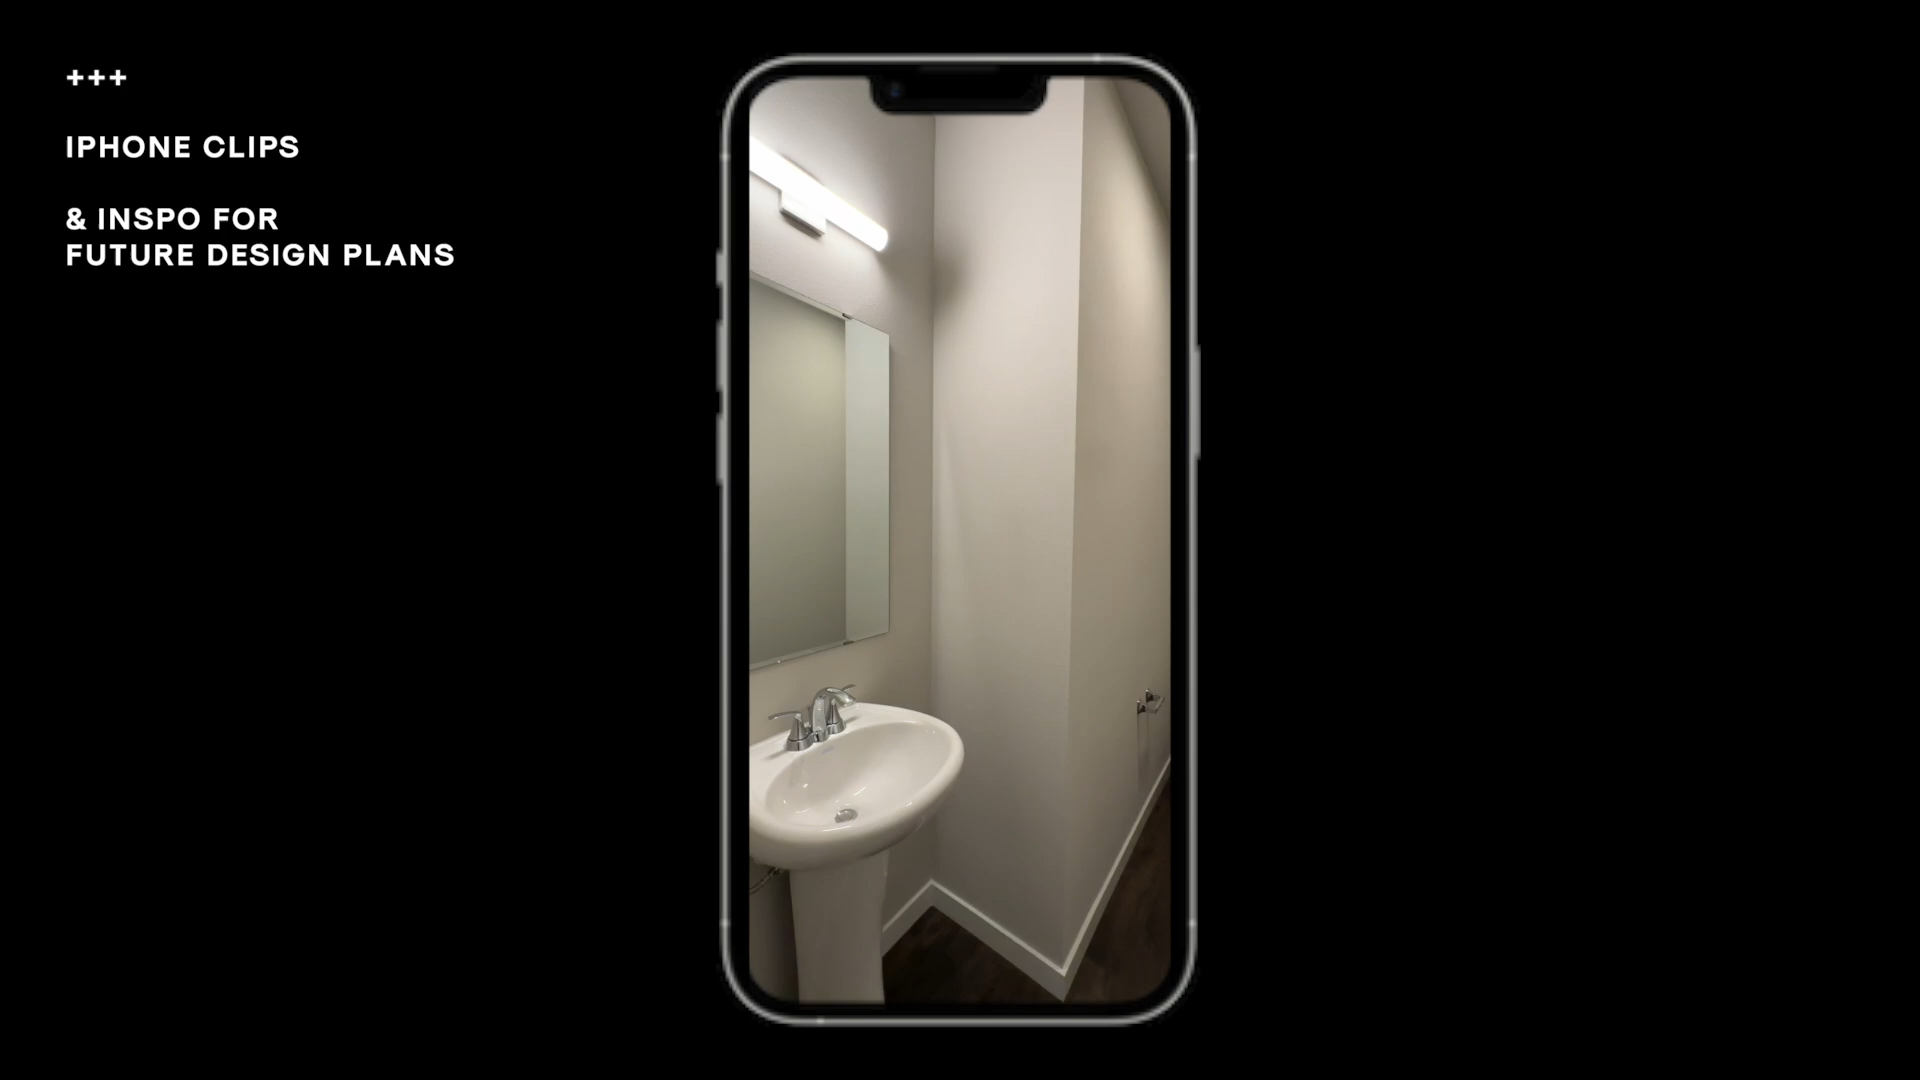 +++
IPHONE CLIPS
& INSPO FOR
FUTURE DESIGN PLANS